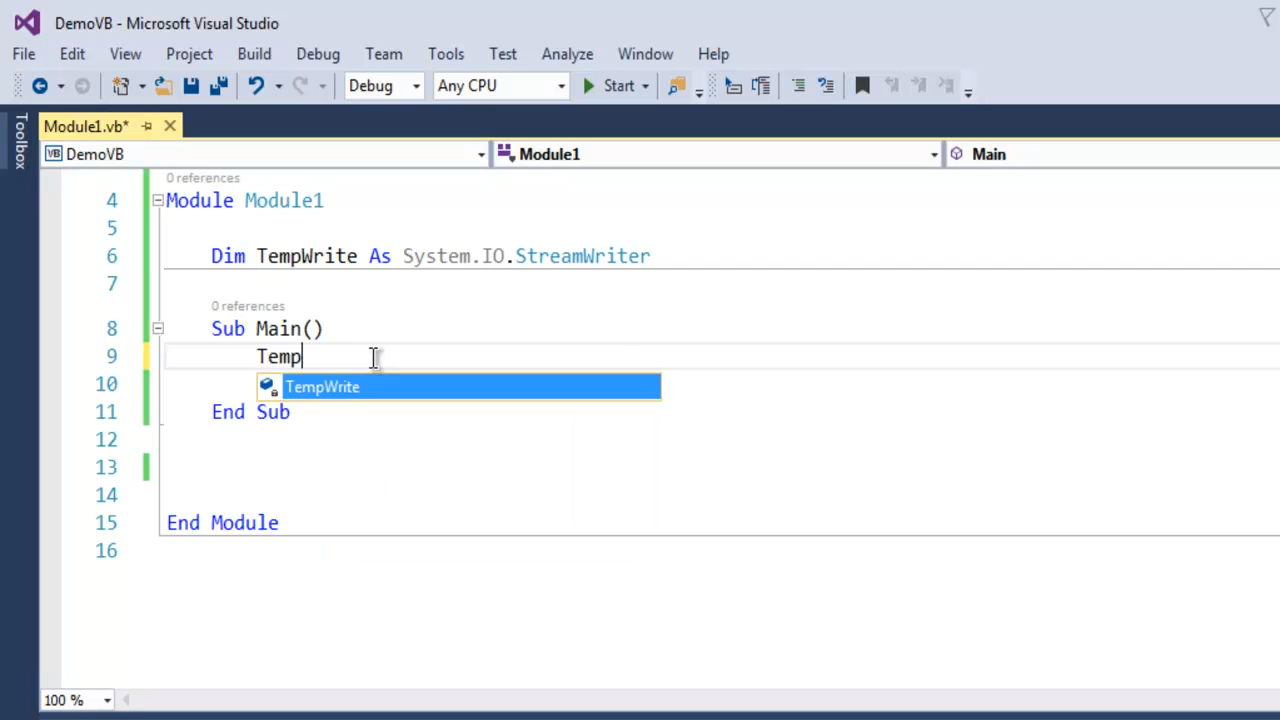 DemoVB - Microsoft Visual Studio
File Edit View Project Build Debug Team Tools Test Analyze Window Help
Debug Any CPU Start
Toolbox
Module1.vb*
VB DemoVB Module1 Main
0 references
4 Module Module1
5
6 Dim TempWrite As System.IO.StreamWriter
7
0 references
8 Sub Main()
9 Temp
10 TempWrite
11 End Sub
12
13
14
15 End Module
16
100 %